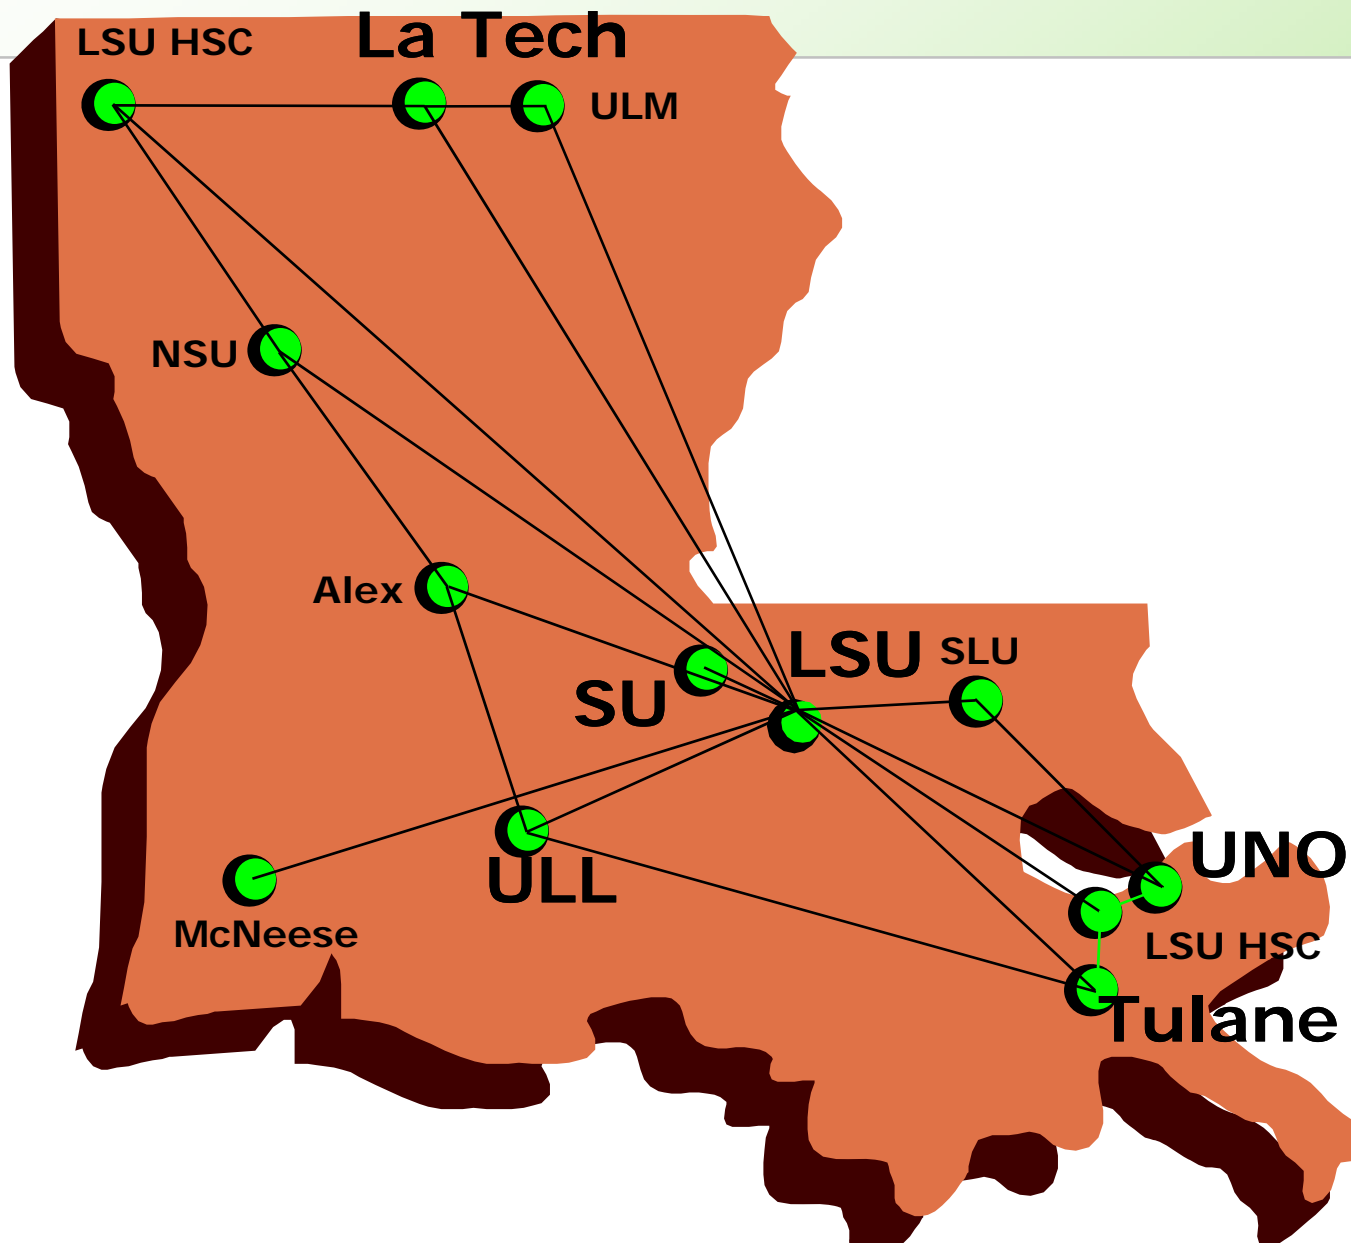 LSU HSC
La Tech
ULM
NSU
Alex
LSU
SLU
SU
UNO
ULL
McNeese
LSU HSC
Tulane